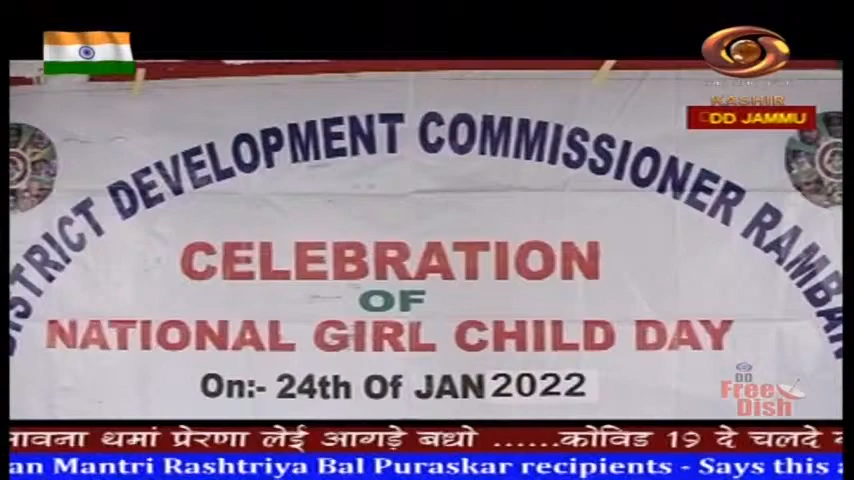 KASHIR
DD JAMMU
DISTRICT DEVELOPMENT COMMISSIONER RAMBAN
CELEBRATION
OF
NATIONAL GIRL CHILD DAY
On:- 24th Of JAN 2022
DD
Free
Dish
थमां प्रेरणा लेई आगड़े बधो ......कोविड 19 दे चलदे
an Mantri Rashtriya Bal Puraskar recipients - Says this a